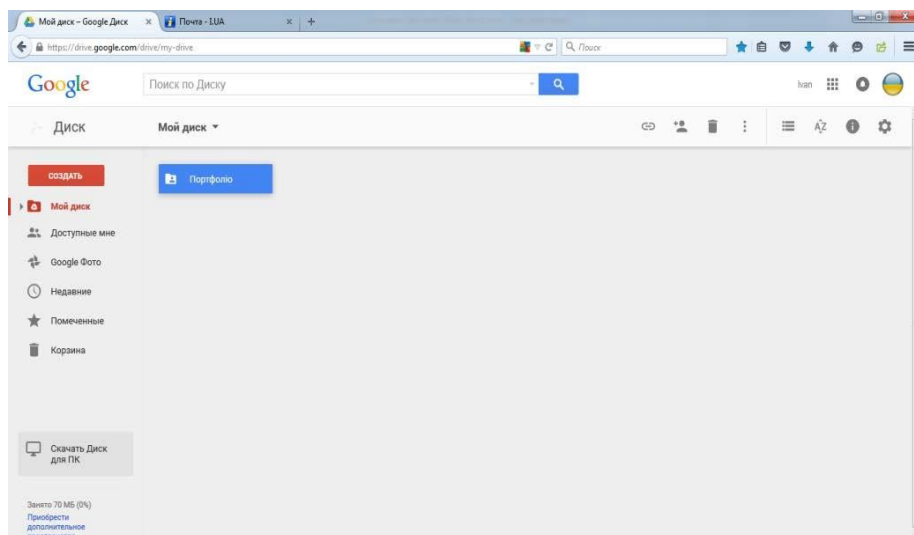 Мой диск – Google Диск
Почта - I.UA
https://drive.google.com/drive/my-drive
Поиск
Google
Поиск по Диску
Ivan
Диск
Мой диск
AZ
СОЗДАТЬ
Портфоліо
Мой диск
Доступные мне
Google Фото
Недавние
Помеченные
Корзина
Скачать Диск
для ПК
Занято 70 МБ (0%)
Приобрести
дополнительное